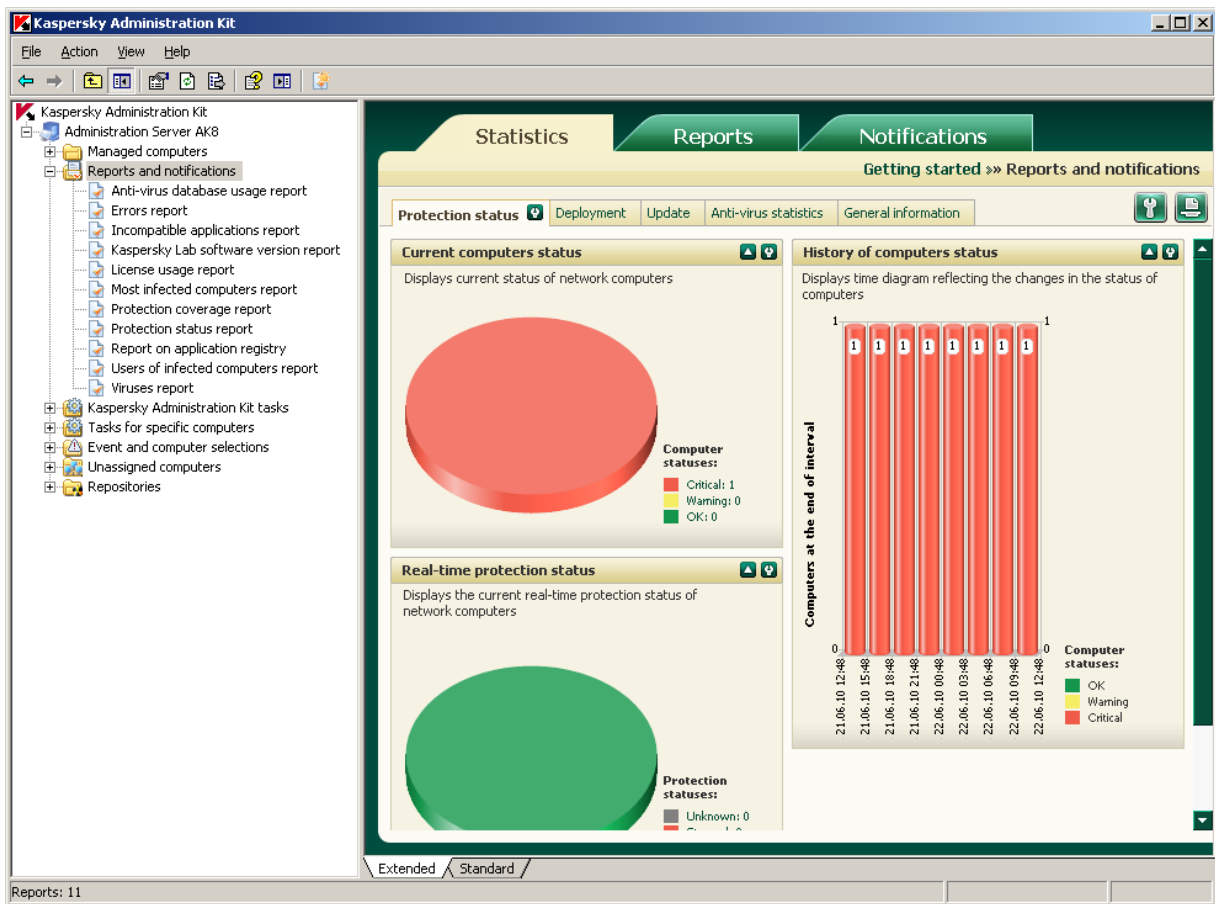 Kaspersky Administration Kit
File Action View Help
Kaspersky Administration Kit
Administration Server AK8
Managed computers
Reports and notifications
Anti-virus database usage report
Errors report
Incompatible applications report
Kaspersky Lab software version report
License usage report
Most infected computers report
Protection coverage report
Protection status report
Report on application registry
Users of infected computers report
Viruses report
Kaspersky Administration Kit tasks
Tasks for specific computers
Event and computer selections
Unassigned computers
Repositories
Statistics Reports Notifications
Getting started »» Reports and notifications
Protection status Deployment Update Anti-virus statistics General information
Current computers status
Displays current status of network computers
Computer
statuses:
Critical: 1
Warning: 0
OK: 0
Real-time protection status
Displays the current real-time protection status of
network computers
Protection
statuses:
Unknown: 0
History of computers status
Displays time diagram reflecting the changes in the status of
computers
1 1
1 1 1 1 1 1 1 1
Computers at the end of interval
0 0
21.06.10 12:48
21.06.10 15:48
21.06.10 18:48
21.06.10 21:48
22.06.10 00:48
22.06.10 03:48
22.06.10 06:48
22.06.10 09:48
22.06.10 12:48
Computer
statuses:
OK
Warning
Critical
Extended Standard
Reports: 11